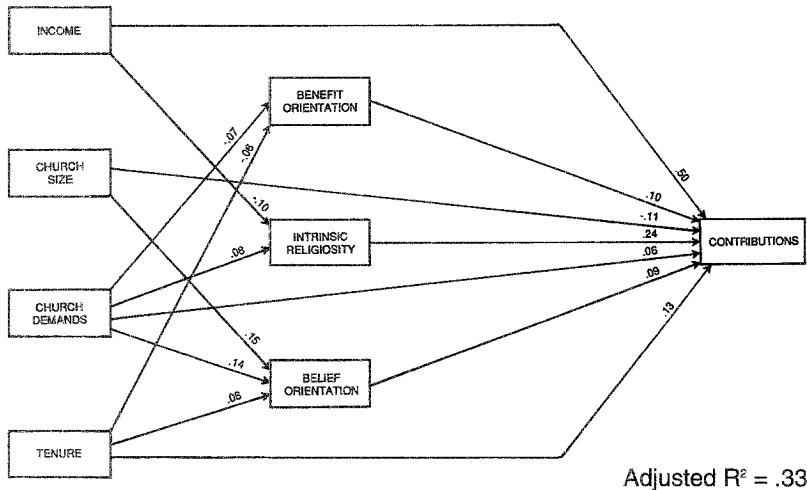 INCOME
BENEFIT
ORIENTATION
-.07
-.06
.50
CHURCH
SIZE
-.10
.10
-.11
INTRINSIC
RELIGIOSITY
.24
CONTRIBUTIONS
.08
.06
.09
CHURCH
DEMANDS
.15
.14
.13
BELIEF
ORIENTATION
.08
TENURE
Adjusted R² = .33